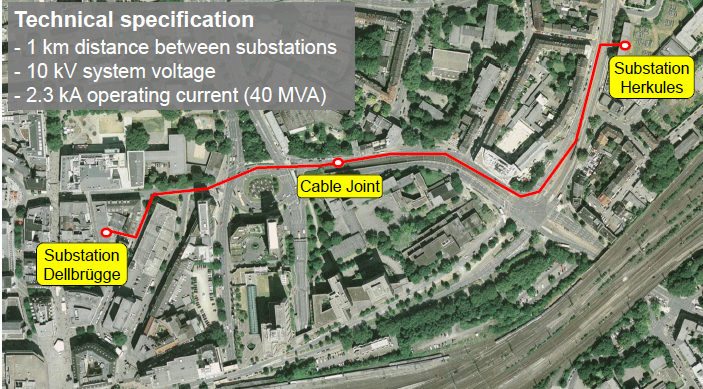 Technical specification
- 1 km distance between substations
- 10 kV system voltage
- 2.3 kA operating current (40 MVA)
Substation
Herkules
Cable Joint
Substation
Dellbrügge